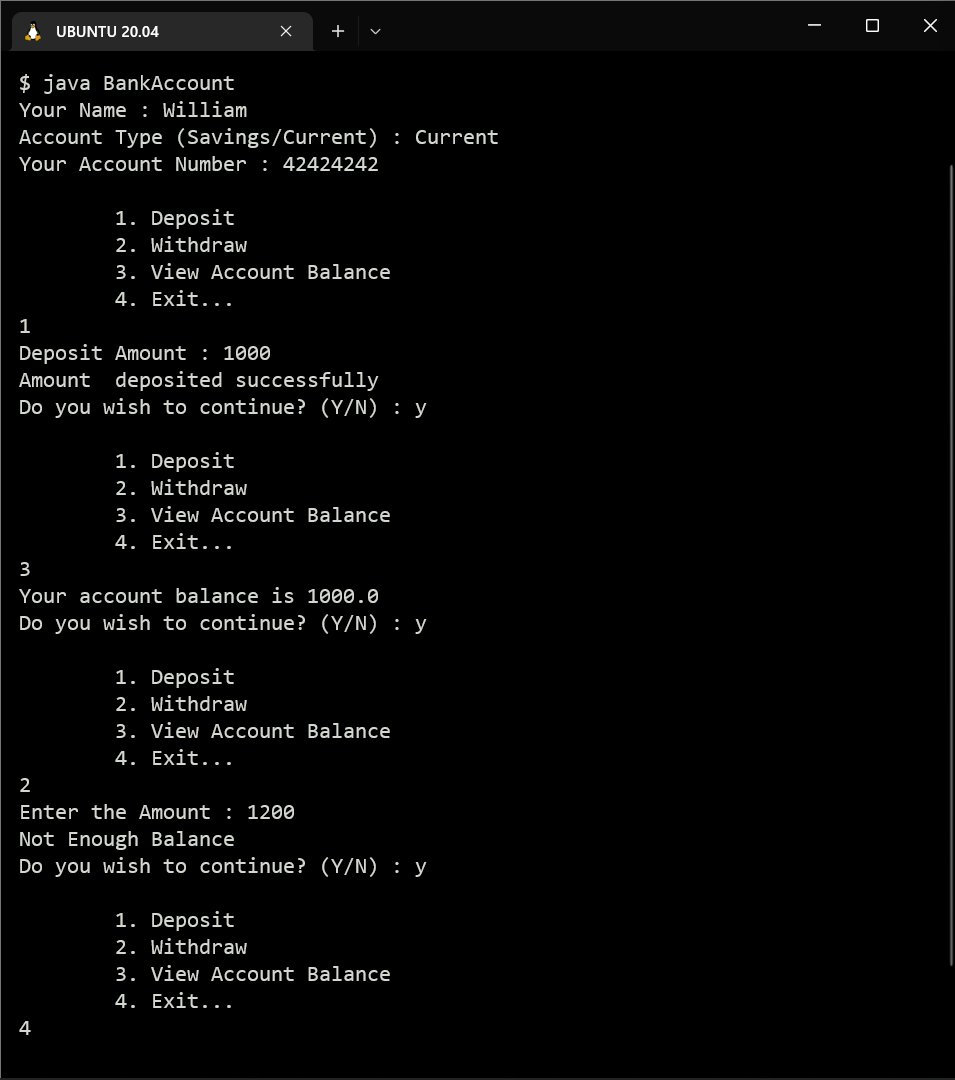 UBUNTU 20.04
$ java BankAccount
Your Name : William
Account Type (Savings/Current) : Current
Your Account Number : 42424242
1. Deposit
2. Withdraw
3. View Account Balance
4. Exit...
1
Deposit Amount : 1000
Amount  deposited successfully
Do you wish to continue? (Y/N) : y
1. Deposit
2. Withdraw
3. View Account Balance
4. Exit...
3
Your account balance is 1000.0
Do you wish to continue? (Y/N) : y
1. Deposit
2. Withdraw
3. View Account Balance
4. Exit...
2
Enter the Amount : 1200
Not Enough Balance
Do you wish to continue? (Y/N) : y
1. Deposit
2. Withdraw
3. View Account Balance
4. Exit...
4